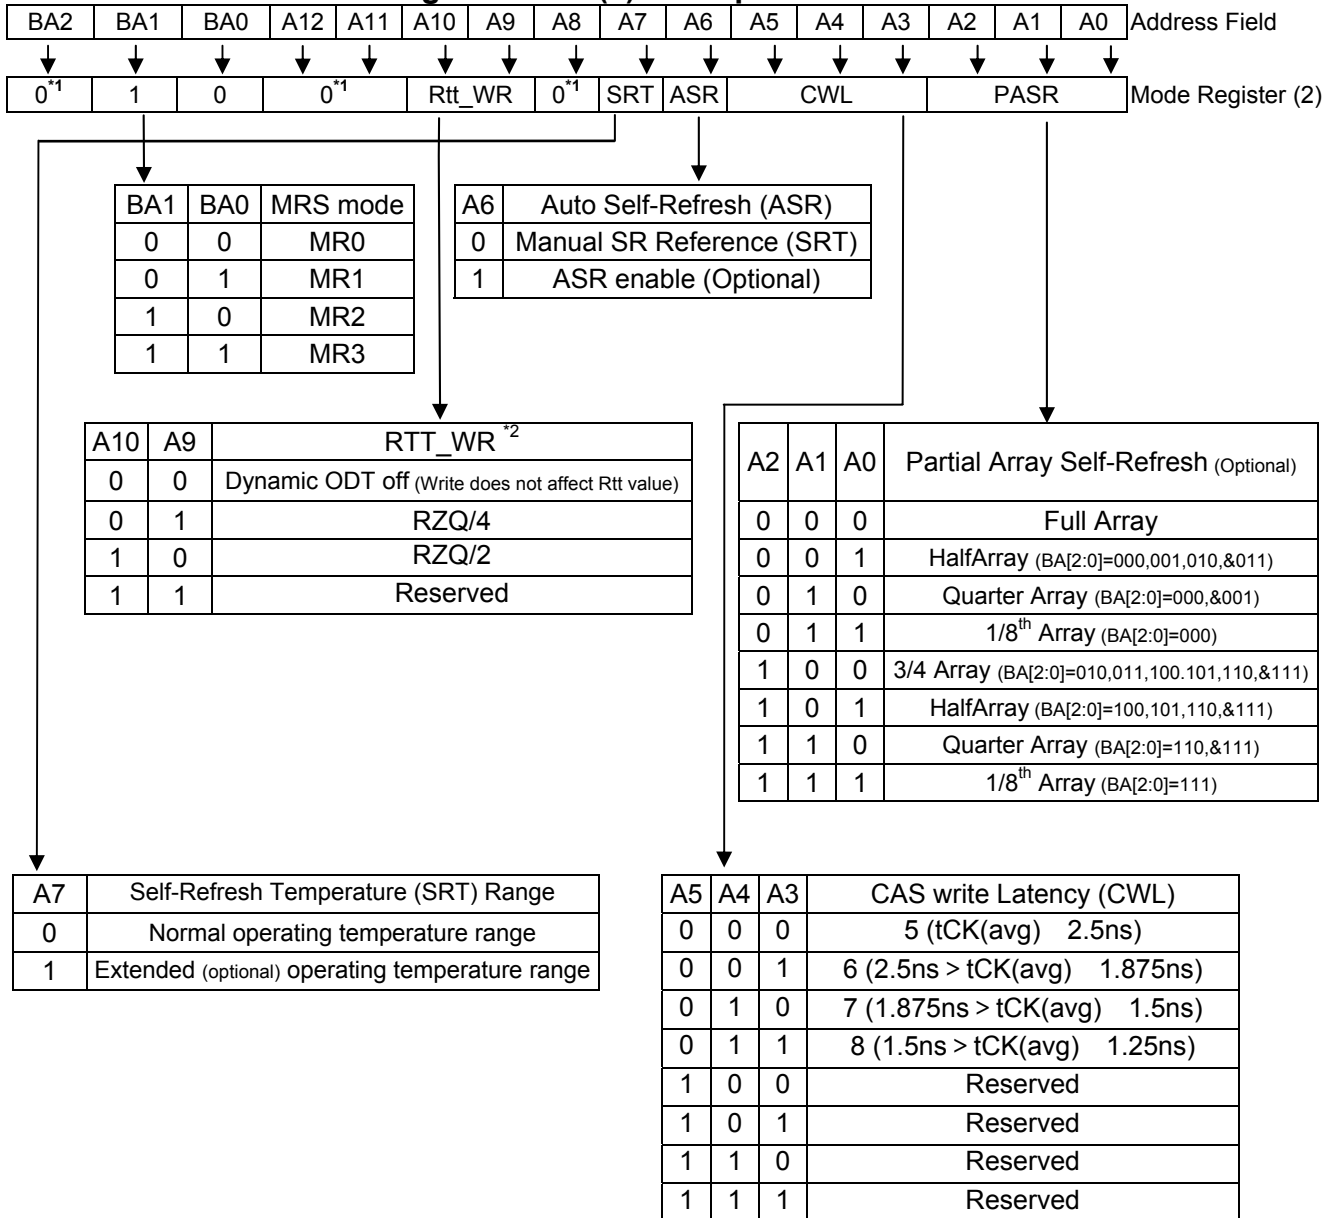 BA2 BA1 BA0 A12 A11 A10 A9 A8 A7 A6 A5 A4 A3 A2 A1 A0 Address Field
0*1 1 0 0*1 Rtt_WR 0*1 SRT ASR CWL PASR Mode Register (2)
BA1 BA0 MRS mode
0 0 MR0
0 1 MR1
1 0 MR2
1 1 MR3
A6 Auto Self-Refresh (ASR)
0 Manual SR Reference (SRT)
1 ASR enable (Optional)
A10 A9 RTT_WR *2
0 0 Dynamic ODT off (Write does not affect Rtt value)
0 1 RZQ/4
1 0 RZQ/2
1 1 Reserved
A2 A1 A0 Partial Array Self-Refresh (Optional)
0 0 0 Full Array
0 0 1 HalfArray (BA[2:0]=000,001,010,&011)
0 1 0 Quarter Array (BA[2:0]=000,&001)
0 1 1 1/8th Array (BA[2:0]=000)
1 0 0 3/4 Array (BA[2:0]=010,011,100.101,110,&111)
1 0 1 HalfArray (BA[2:0]=100,101,110,&111)
1 1 0 Quarter Array (BA[2:0]=110,&111)
1 1 1 1/8th Array (BA[2:0]=111)
A7 Self-Refresh Temperature (SRT) Range
0 Normal operating temperature range
1 Extended (optional) operating temperature range
A5 A4 A3 CAS write Latency (CWL)
0 0 0 5 (tCK(avg) 2.5ns)
0 0 1 6 (2.5ns > tCK(avg) 1.875ns)
0 1 0 7 (1.875ns > tCK(avg) 1.5ns)
0 1 1 8 (1.5ns > tCK(avg) 1.25ns)
1 0 0 Reserved
1 0 1 Reserved
1 1 0 Reserved
1 1 1 Reserved